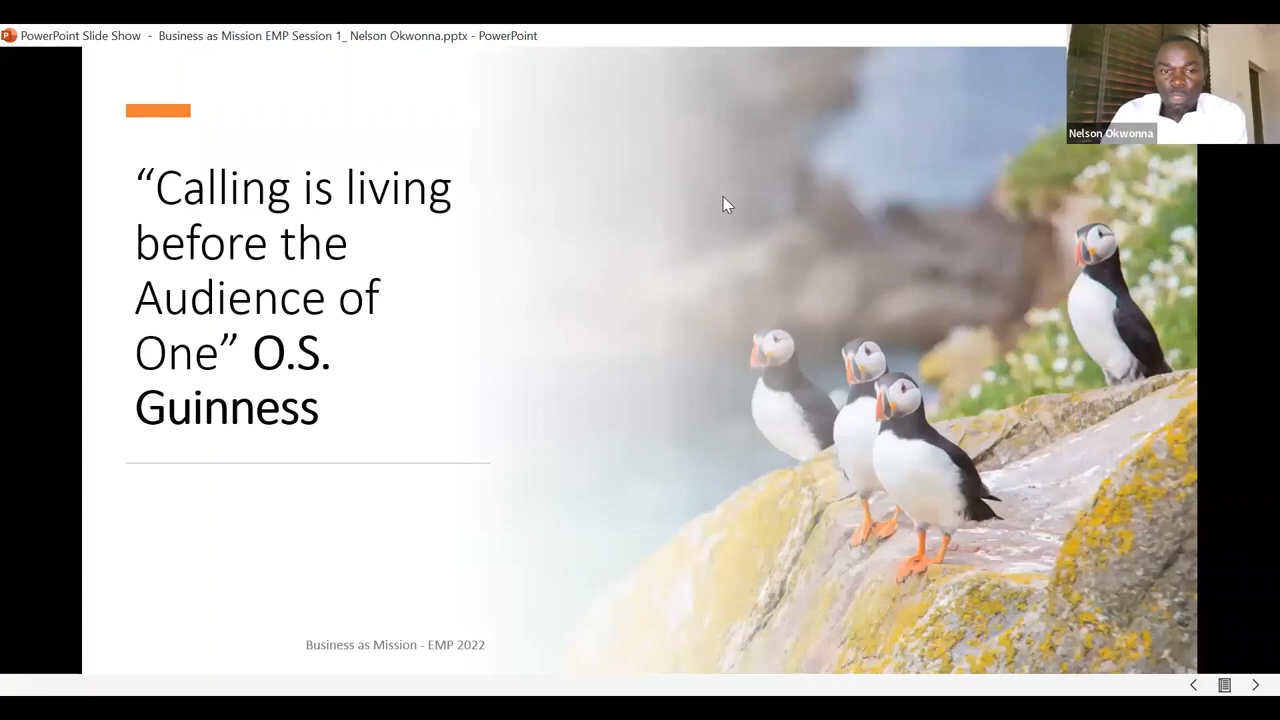 PowerPoint Slide Show - Business as Mission EMP Session 1_ Nelson Okwonna.pptx - PowerPoint
Nelson Okwonna
“Calling is living
before the
Audience of
One” O.S.
Guinness
Business as Mission - EMP 2022